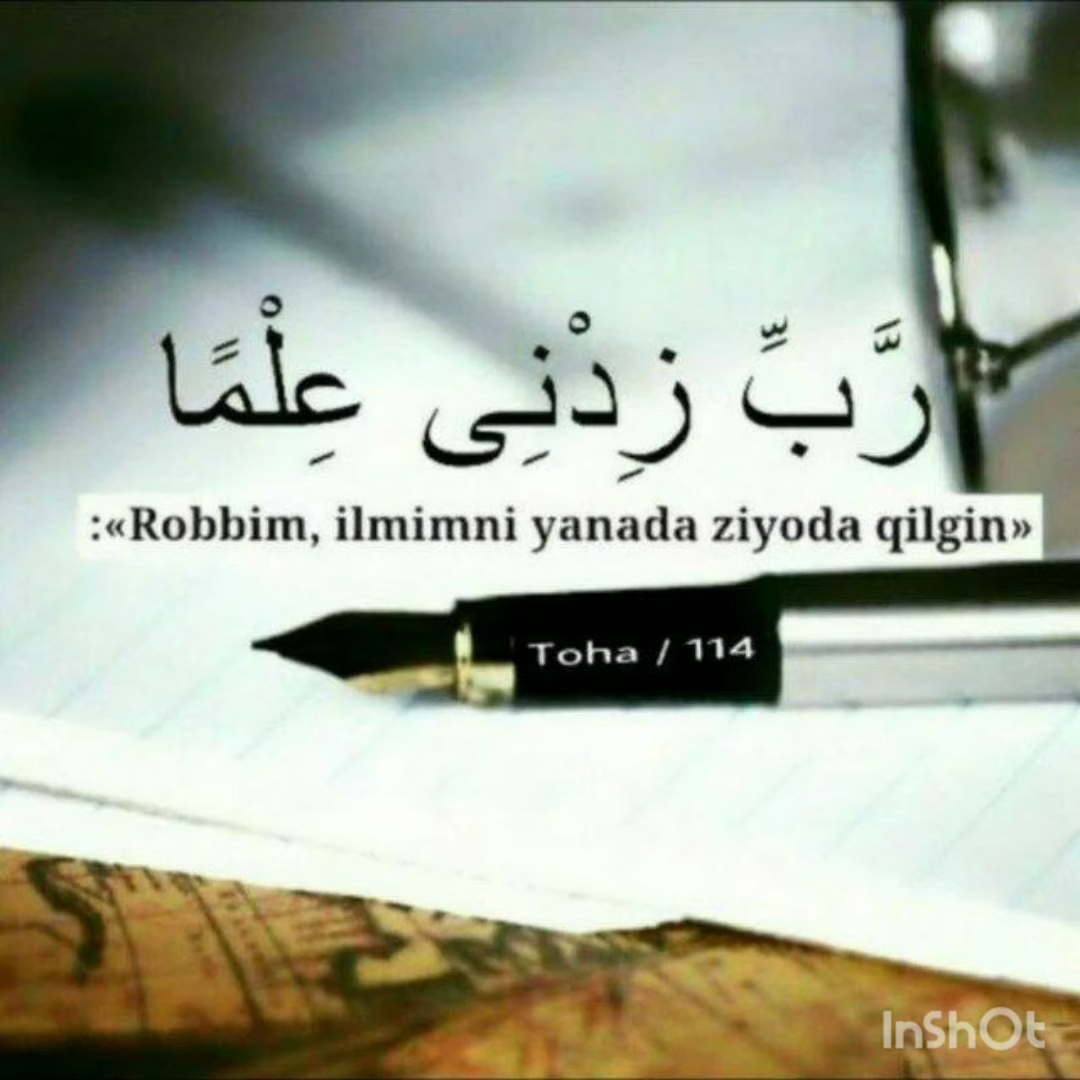 رَّبِّ زِدْنِى عِلْمًا
:«Robbim, ilmimni yanada ziyoda qilgin»
Toha / 114
InShOt